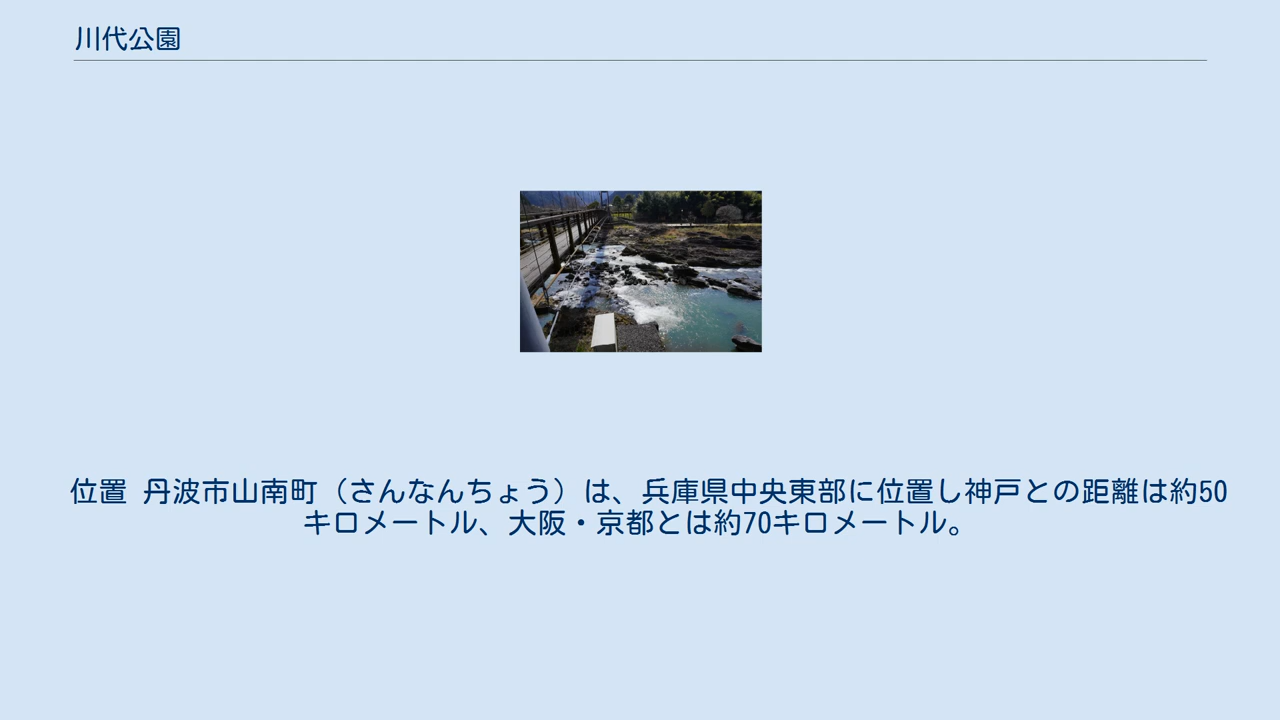 川代公園
位置 丹波市山南町（さんなんちょう）は、兵庫県中央東部に位置し神戸との距離は約50
キロメートル、大阪・京都とは約70キロメートル。